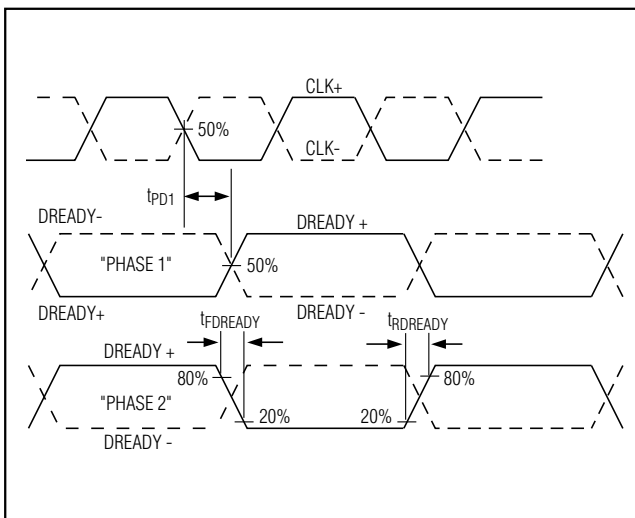 CLK+
50%
CLK-
tPD1
DREADY-
DREADY +
"PHASE 1"
50%
DREADY+
DREADY -
tFDREADY
tRDREADY
DREADY +
80%
80%
"PHASE 2"
20%
20%
DREADY -